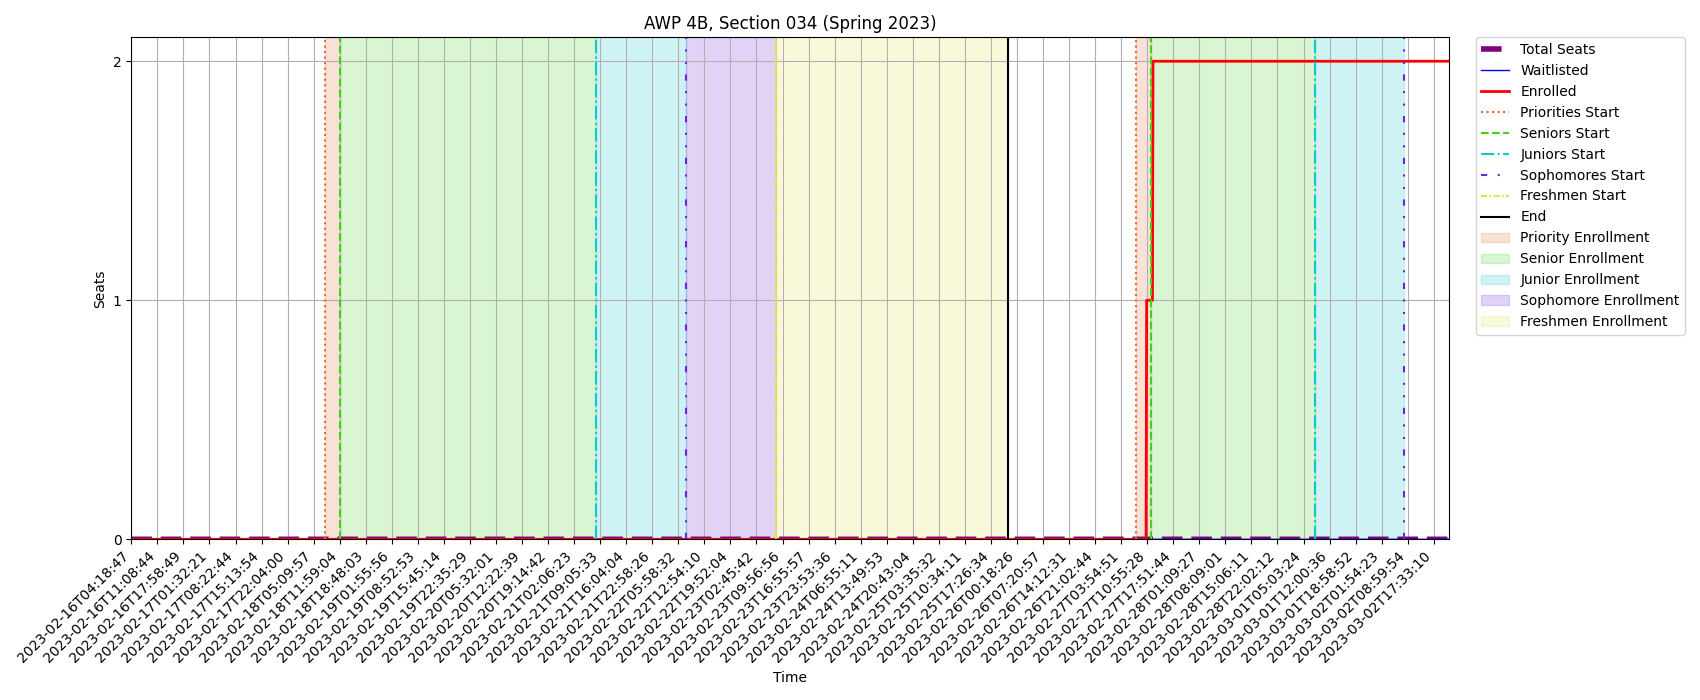 AWP 4B, Section 034 (Spring 2023)
Seats
2
1
0
2023-02-16T04:18:47
2023-02-16T11:08:44
2023-02-16T17:58:49
2023-02-17T01:32:21
2023-02-17T08:22:44
2023-02-17T15:13:54
2023-02-17T22:04:00
2023-02-18T05:09:57
2023-02-18T11:59:04
2023-02-18T18:48:03
2023-02-19T01:55:56
2023-02-19T08:52:53
2023-02-19T15:45:14
2023-02-19T22:35:29
2023-02-20T05:32:01
2023-02-20T12:22:39
2023-02-20T19:14:42
2023-02-21T02:06:23
2023-02-21T09:05:33
2023-02-21T16:04:04
2023-02-21T22:58:26
2023-02-22T05:58:32
2023-02-22T12:54:10
2023-02-22T19:52:04
2023-02-23T02:45:42
2023-02-23T09:56:56
2023-02-23T16:55:57
2023-02-23T23:53:36
2023-02-24T06:55:11
2023-02-24T13:49:53
2023-02-24T20:43:04
2023-02-25T03:35:32
2023-02-25T10:34:11
2023-02-25T17:26:34
2023-02-26T00:18:26
2023-02-26T07:20:57
2023-02-26T14:12:31
2023-02-26T21:02:44
2023-02-27T03:54:51
2023-02-27T10:55:28
2023-02-27T17:51:44
2023-02-28T01:09:27
2023-02-28T08:09:01
2023-02-28T15:06:11
2023-02-28T22:02:12
2023-03-01T05:03:24
2023-03-01T12:00:36
2023-03-01T18:58:52
2023-03-02T01:54:23
2023-03-02T08:59:54
2023-03-02T17:33:10
Time
Total Seats
Waitlisted
Enrolled
Priorities Start
Seniors Start
Juniors Start
Sophomores Start
Freshmen Start
End
Priority Enrollment
Senior Enrollment
Junior Enrollment
Sophomore Enrollment
Freshmen Enrollment